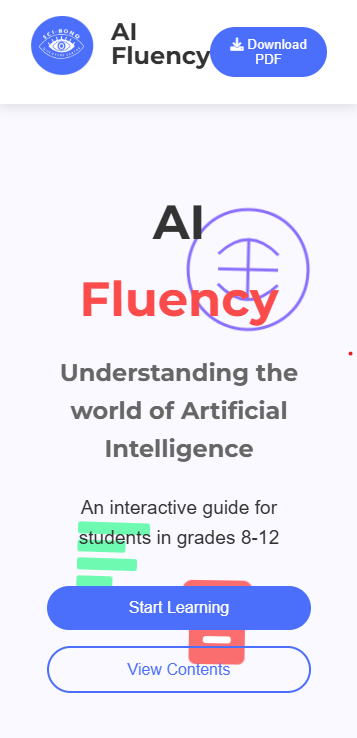 SCI-BONO
AI
Fluency
Download
PDF
AI
Fluency
Understanding the
world of Artificial
Intelligence
An interactive guide for
students in grades 8-12
Start Learning
View Contents